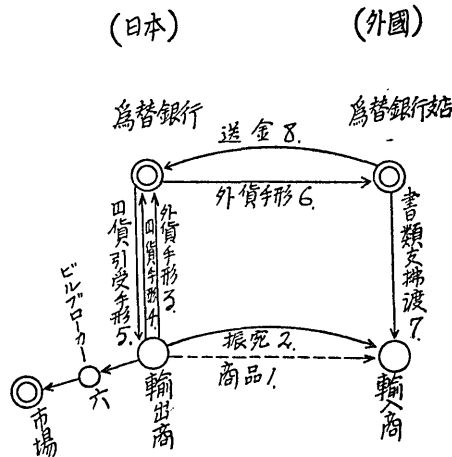 (日本)
(外國)
爲替銀行
爲替銀行支店
送金8.
外貨手形6.
書類支拂渡7.
外貨手形3.
円貨手形4.
円貨引受手形5.
ビルブローカー
振宛2.
商品1.
六
市場
輸出商
輸入商